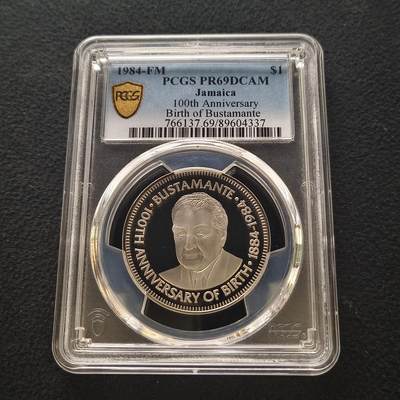 1984-FM $1
PCGS PR69DCAM
Jamaica
100th Anniversary
Birth of Bustamante
766137.69/89604337
PCGS
•BUSTAMANTE•
100TH ANNIVERSARY OF BIRTH•1884-1984